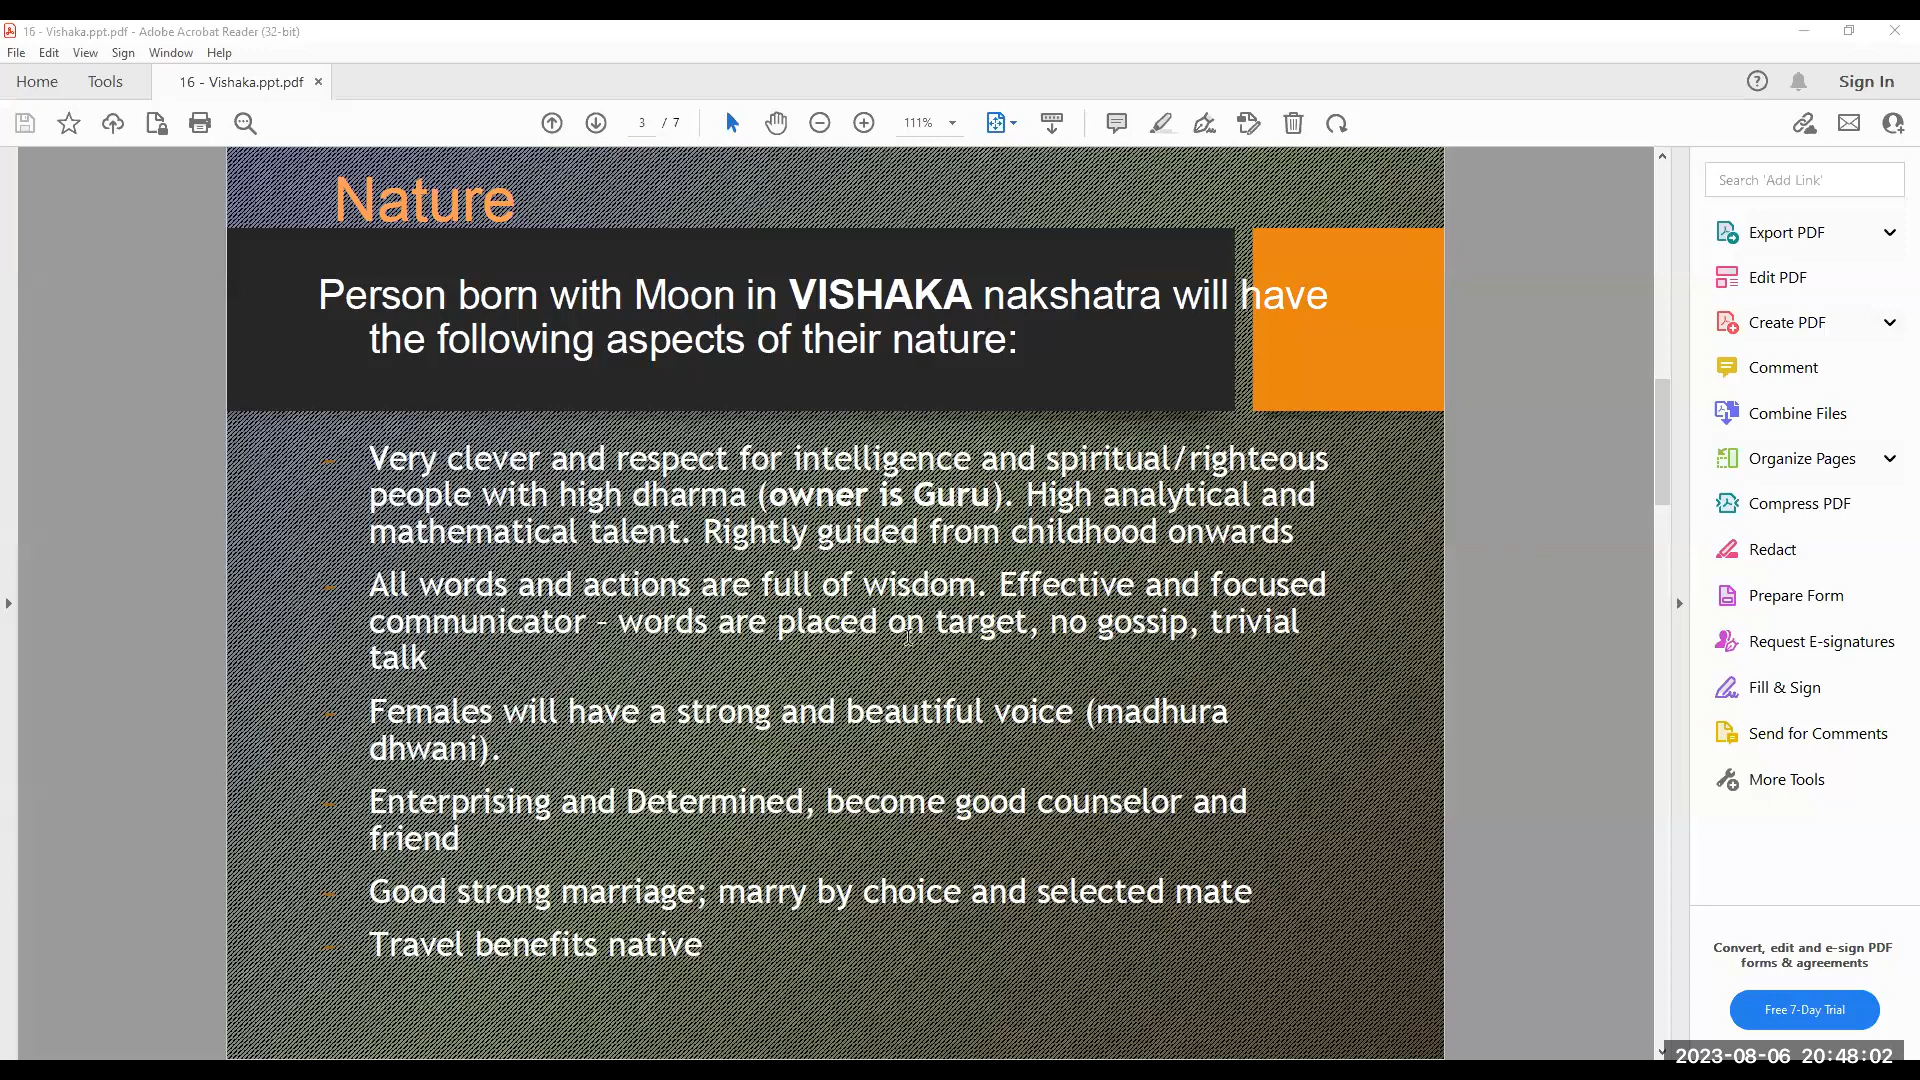 16 - Vishaka.ppt.pdf - Adobe Acrobat Reader (32-bit)
File Edit View Sign Window Help
Home Tools 16 - Vishaka.ppt.pdf × Sign In
3 / 7 111%
Nature
Person born with Moon in VISHAKA nakshatra will have
the following aspects of their nature:
– Very clever and respect for intelligence and spiritual/righteous
people with high dharma (owner is Guru). High analytical and
mathematical talent. Rightly guided from childhood onwards
– All words and actions are full of wisdom. Effective and focused
communicator – words are placed on target, no gossip, trivial
talk
– Females will have a strong and beautiful voice (madhura
dhwani).
– Enterprising and Determined, become good counselor and
friend
– Good strong marriage; marry by choice and selected mate
– Travel benefits native
Search 'Add Link'
Export PDF
Edit PDF
Create PDF
Comment
Combine Files
Organize Pages
Compress PDF
Redact
Prepare Form
Request E-signatures
Fill & Sign
Send for Comments
More Tools
Convert, edit and e-sign PDF
forms & agreements
Free 7-Day Trial
2023-08-06 20:48:02